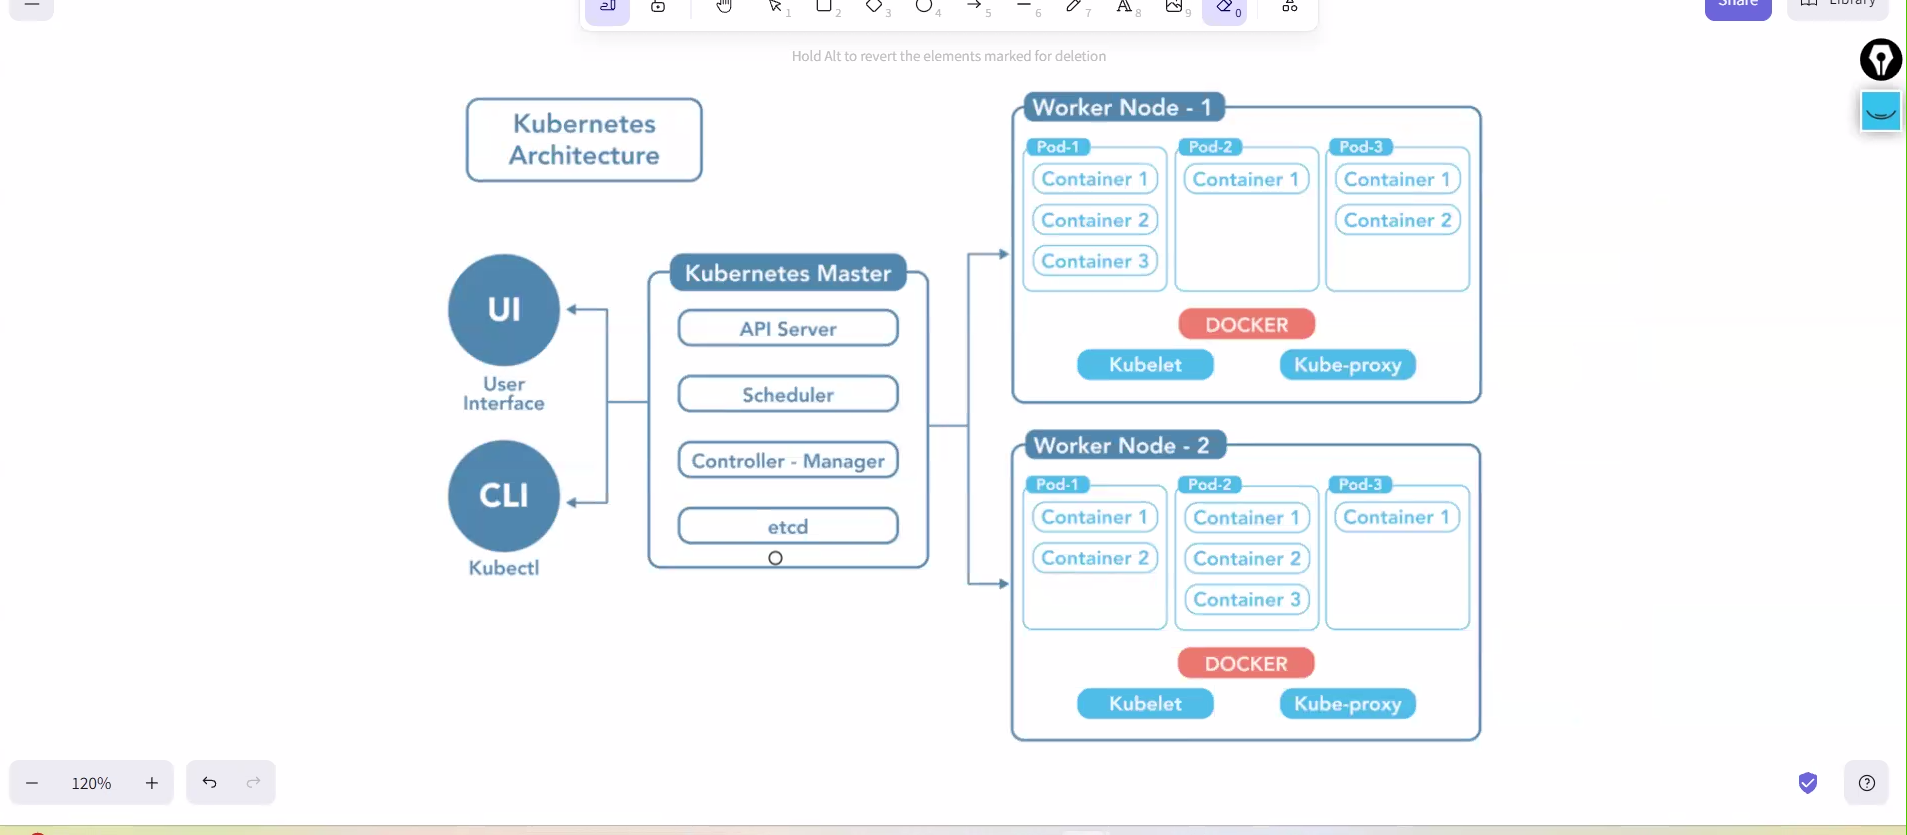 1
2
3
4
5
6
7
8
9
0
Share
Library
Hold Alt to revert the elements marked for deletion
Kubernetes
Architecture
UI
User
Interface
CLI
Kubectl
Kubernetes Master
API Server
Scheduler
Controller - Manager
etcd
Worker Node - 1
Pod-1
Container 1
Container 2
Container 3
Pod-2
Container 1
Pod-3
Container 1
Container 2
DOCKER
Kubelet
Kube-proxy
Worker Node - 2
Pod-1
Container 1
Container 2
Pod-2
Container 1
Container 2
Container 3
Pod-3
Container 1
DOCKER
Kubelet
Kube-proxy
120%